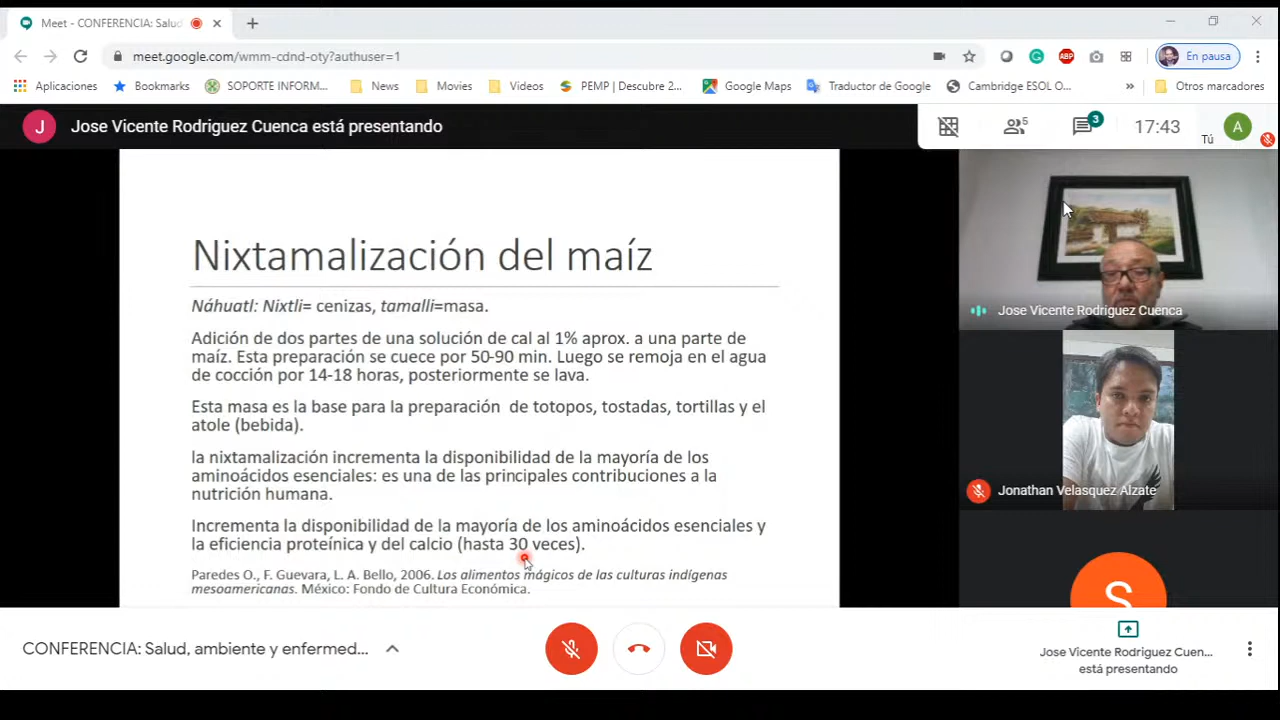 Meet - CONFERENCIA: Salud
meet.google.com/wmm-cdnd-oty?authuser=1
En pausa
Aplicaciones
Bookmarks
SOPORTE INFORM...
News
Movies
Videos
PEMP | Descubre 2...
Google Maps
Traductor de Google
Cambridge ESOL O...
»
Otros marcadores
J
Jose Vicente Rodriguez Cuenca está presentando
5
3
17:43
Tú
A
Nixtamalización del maíz
Náhuatl: Nixtli= cenizas, tamalli=masa.
Adición de dos partes de una solución de cal al 1% aprox. a una parte de
maíz. Esta preparación se cuece por 50-90 min. Luego se remoja en el agua
de cocción por 14-18 horas, posteriormente se lava.
Esta masa es la base para la preparación de totopos, tostadas, tortillas y el
atole (bebida).
la nixtamalización incrementa la disponibilidad de la mayoría de los
aminoácidos esenciales: es una de las principales contribuciones a la
nutrición humana.
Incrementa la disponibilidad de la mayoría de los aminoácidos esenciales y
la eficiencia proteínica y del calcio (hasta 30 veces).
Paredes O., F. Guevara, L. A. Bello, 2006. Los alimentos mágicos de las culturas indígenas
mesoamericanas. México: Fondo de Cultura Económica.
Jose Vicente Rodriguez Cuenca
Jonathan Velasquez Alzate
S
CONFERENCIA: Salud, ambiente y enfermed...
Jose Vicente Rodriguez Cuen...
está presentando